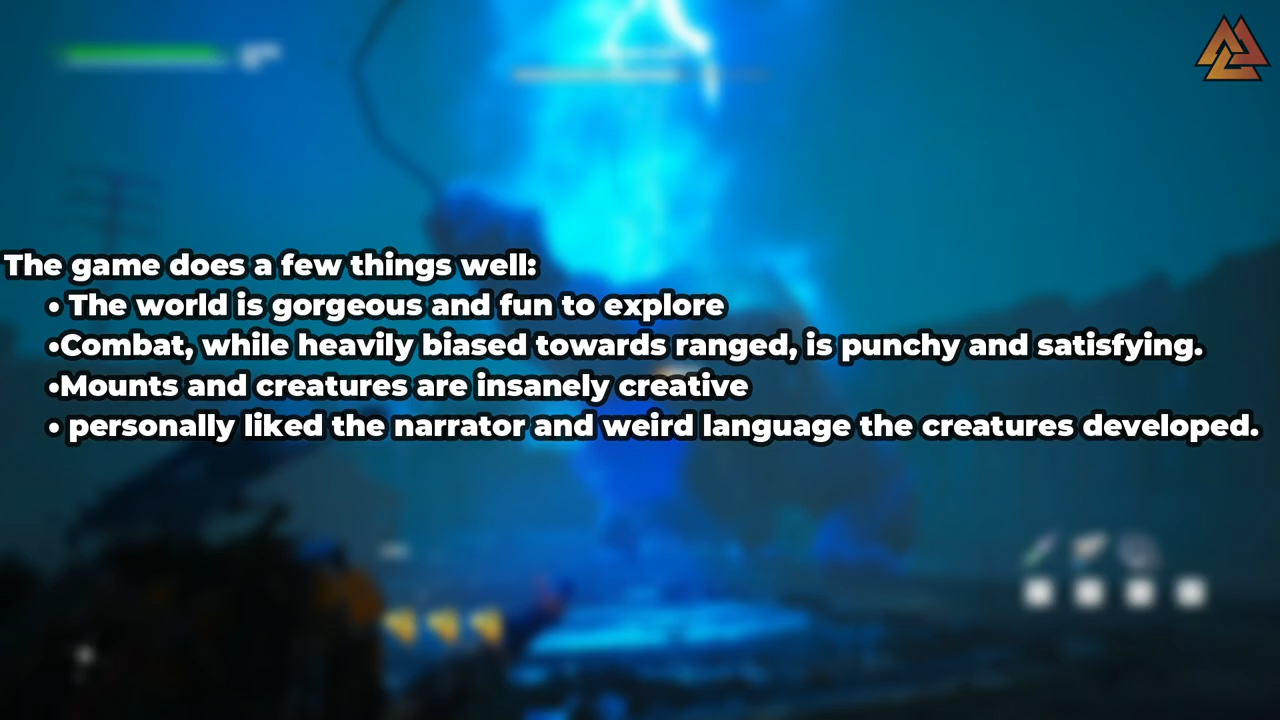 The game does a few things well:
• The world is gorgeous and fun to explore
•Combat, while heavily biased towards ranged, is punchy and satisfying.
•Mounts and creatures are insanely creative
• personally liked the narrator and weird language the creatures developed.